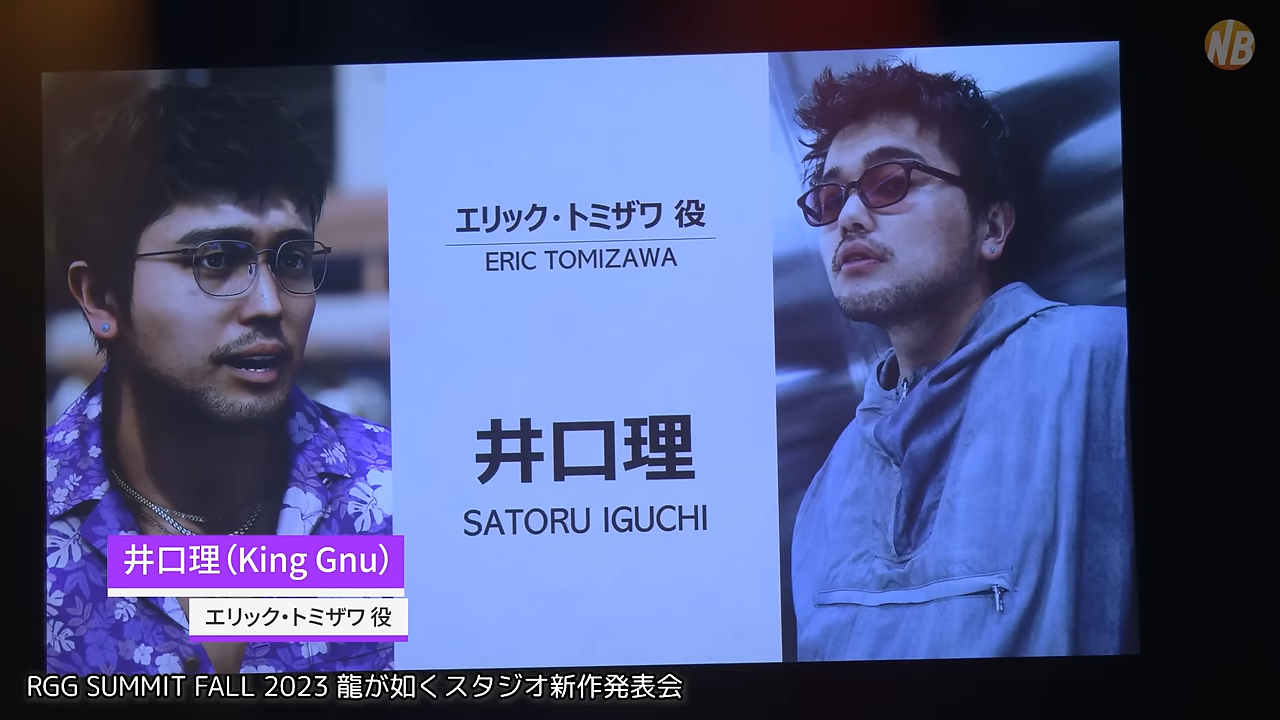 NB
エリック・トミザワ 役
ERIC TOMIZAWA
井口理
SATORU IGUCHI
井口理(King Gnu)
エリック・トミザワ 役
RGG SUMMIT FALL 2023 龍が如くスタジオ新作発表会